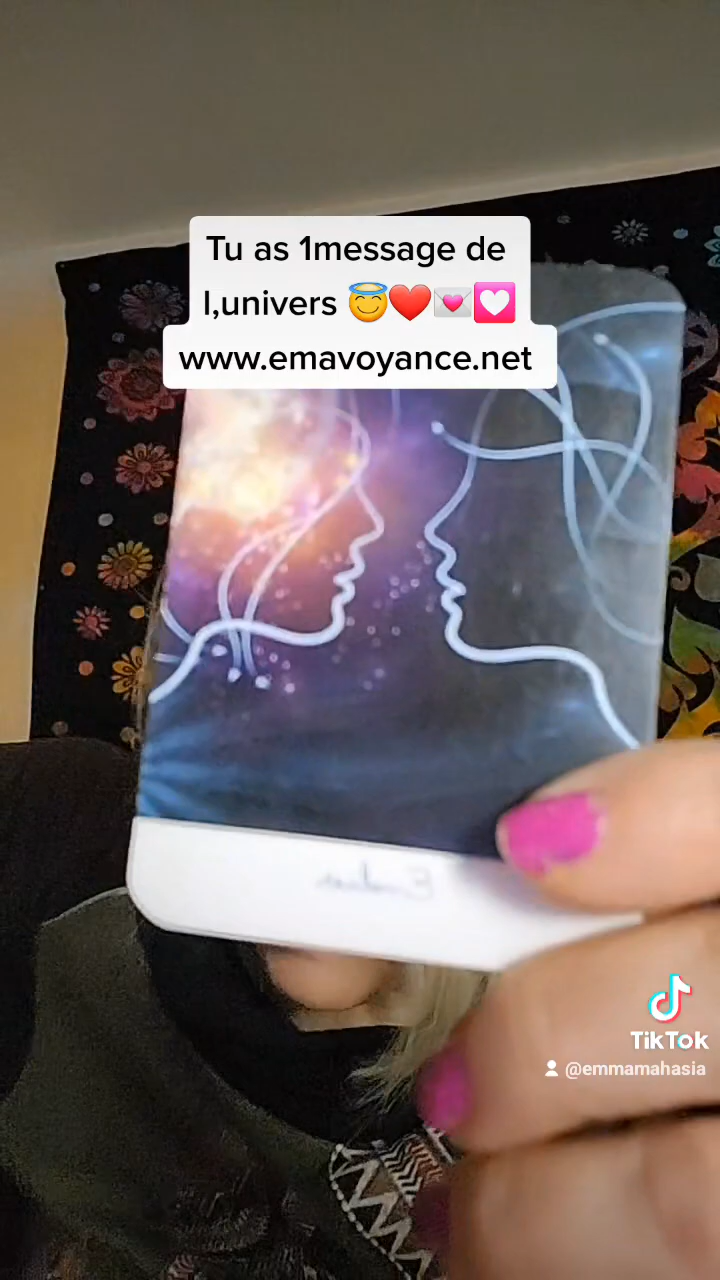 Tu as 1message de
l,univers 😇❤️💌💟
www.emavoyance.net
TikTok
@emmamahasia